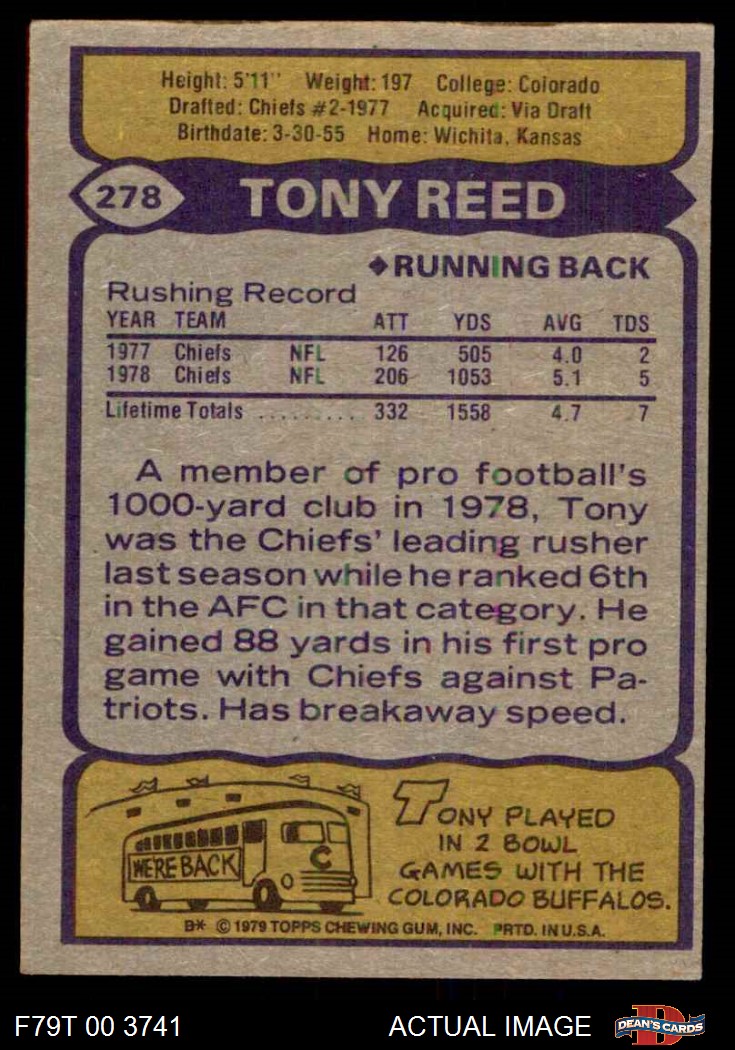 Height: 5'11" Weight: 197 College: Colorado
Drafted: Chiefs #2-1977 Acquired: Via Draft
Birthdate: 3-30-55 Home: Wichita, Kansas
278 TONY REED
◆RUNNING BACK
Rushing Record
YEAR TEAM ATT YDS AVG TDS
1977 Chiefs NFL 126 505 4.0 2
1978 Chiefs NFL 206 1053 5.1 5
Lifetime Totals .......... 332 1558 4.7 7
A member of pro football's
1000-yard club in 1978, Tony
was the Chiefs' leading rusher
last season while he ranked 6th
in the AFC in that category. He
gained 88 yards in his first pro
game with Chiefs against Pa-
triots. Has breakaway speed.
WE'RE BACK
C
TONY PLAYED
IN 2 BOWL
GAMES WITH THE
COLORADO BUFFALOS.
B* © 1979 TOPPS CHEWING GUM, INC. PRTD. IN U.S.A.
F79T 00 3741 ACTUAL IMAGE D DEAN'S CARDS